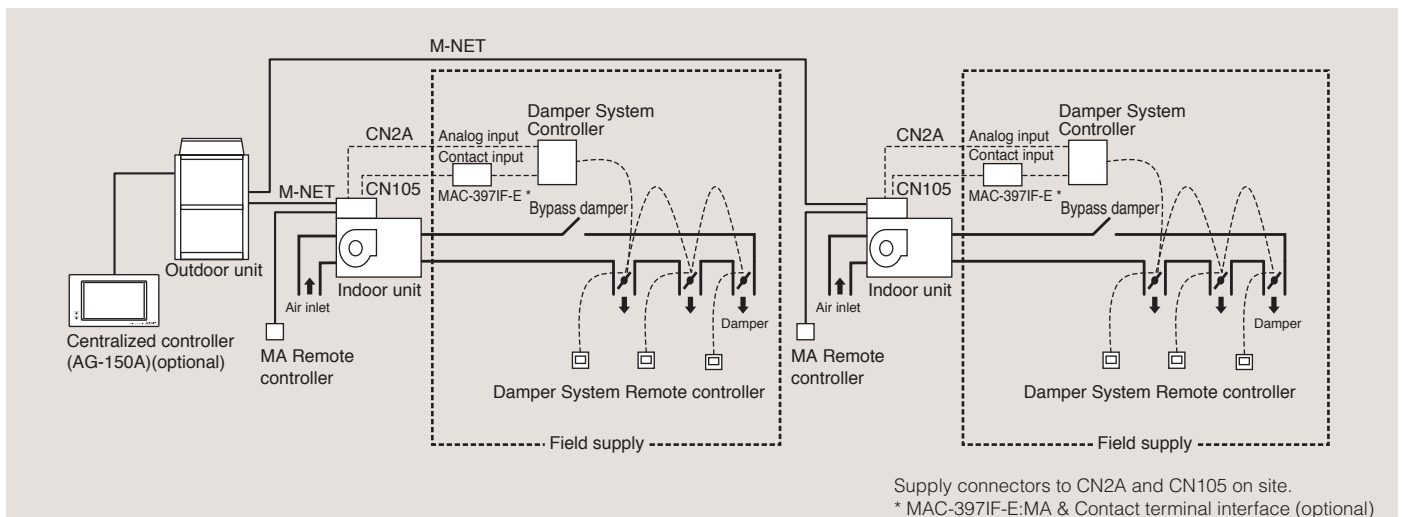 M-NET
Damper System
Controller
CN2A
Analog input
Contact input
M-NET
CN105
MAC-397IF-E *
Bypass damper
Outdoor unit
Indoor unit
Air inlet
Damper
Centralized controller
(AG-150A)(optional)
MA Remote
controller
Damper System Remote controller
Field supply
Damper System
Controller
CN2A
Analog input
Contact input
CN105
MAC-397IF-E *
Bypass damper
Indoor unit
Air inlet
Damper
MA Remote
controller
Damper System Remote controller
Field supply
Supply connectors to CN2A and CN105 on site.
* MAC-397IF-E:MA & Contact terminal interface (optional)